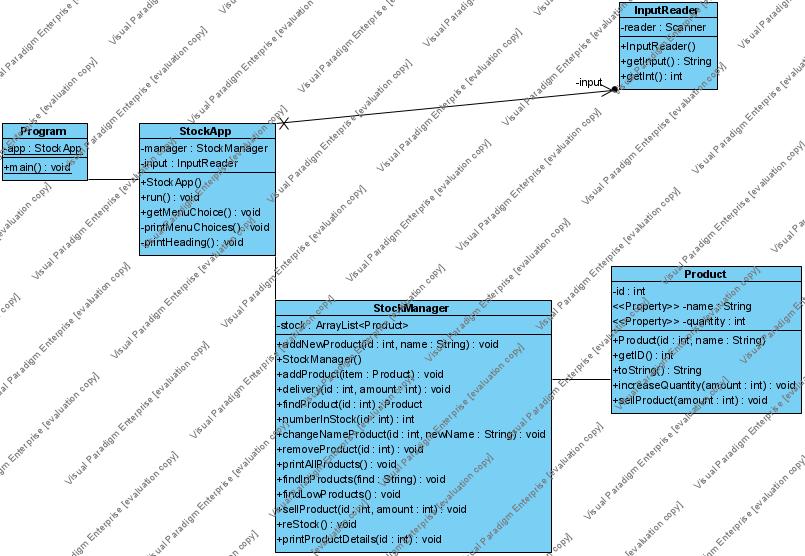 InputReader
-reader : Scanner
+InputReader()
+getInput() : String
+getInt() : int
-input
Program
-app : StockApp
+main() : void
StockApp
-manager : StockManager
-input : InputReader
+StockApp()
+run() : void
+getMenuChoice() : void
-printMenuChoices() : void
-printHeading() : void
StockManager
-stock : ArrayList<Product>
+addNewProduct(id : int, name : String) : void
+StockManager()
+addProduct(item : Product) : void
+delivery(id : int, amount : int) : void
+findProduct(id : int) : Product
+numberInStock(id : int) : int
+changeNameProduct(id : int, newName : String) : void
+removeProduct(id : int) : void
+printAllProducts() : void
+findInProducts(find : String) : void
+findLowProducts() : void
+sellProduct(id : int, amount : int) : void
+reStock() : void
+printProductDetails(id : int) : void
Product
-id : int
<<Property>> -name : String
<<Property>> -quantity : int
+Product(id : int, name : String)
+getID() : int
+toString() : String
+increaseQuantity(amount : int) : void
+sellProduct(amount : int) : void
Visual Paradigm Enterprise [evaluation copy]